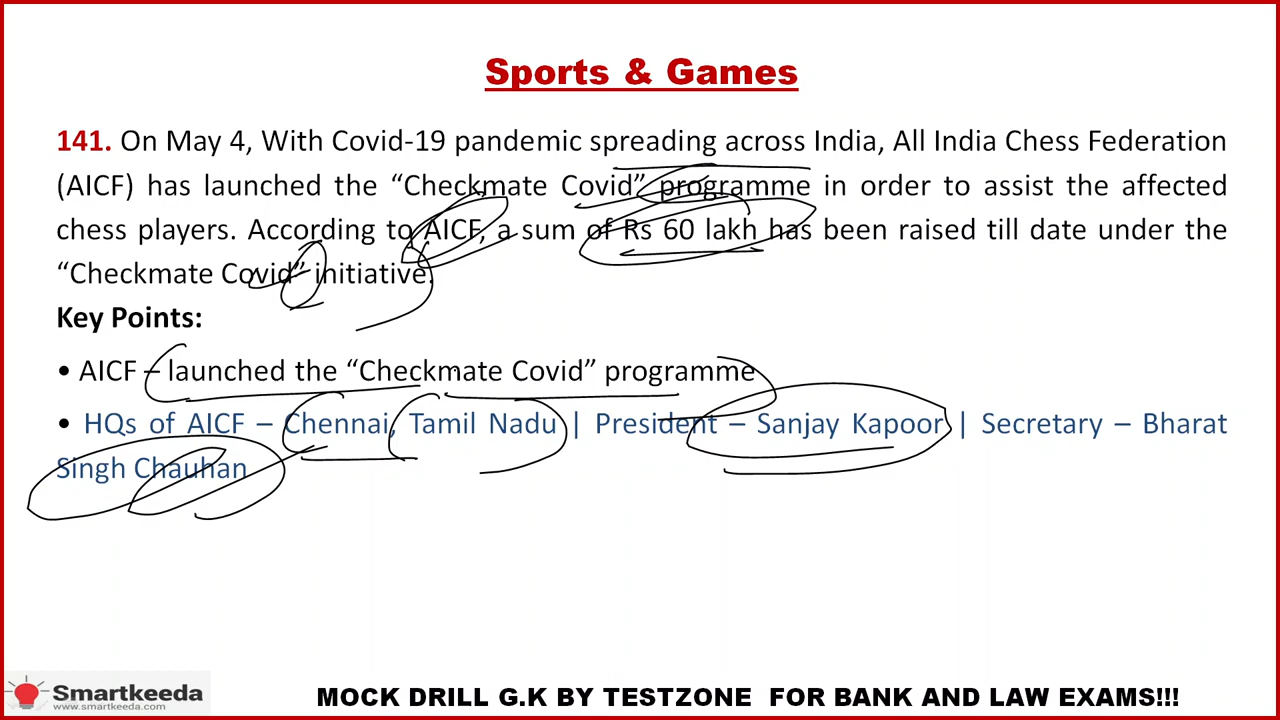 Sports & Games
141. On May 4, With Covid-19 pandemic spreading across India, All India Chess Federation
(AICF) has launched the “Checkmate Covid” programme in order to assist the affected
chess players. According to AICF, a sum of Rs 60 lakh has been raised till date under the
“Checkmate Covid” initiative.
Key Points:
• AICF – launched the “Checkmate Covid” programme
• HQs of AICF – Chennai, Tamil Nadu | President – Sanjay Kapoor | Secretary – Bharat
Singh Chauhan
Smartkeeda
www.smartkeeda.com
MOCK DRILL G.K BY TESTZONE FOR BANK AND LAW EXAMS!!!